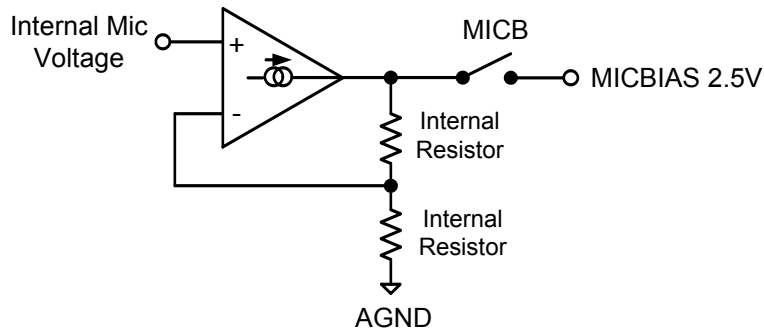 Internal Mic
Voltage
+
-
MICB
MICBIAS 2.5V
Internal
Resistor
Internal
Resistor
AGND